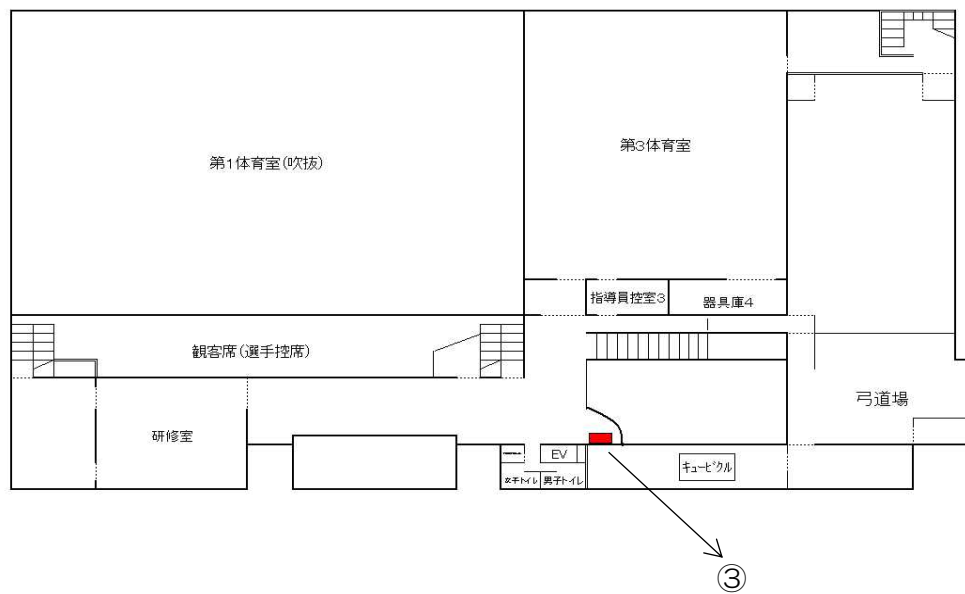 第1体育室(吹抜)
第3体育室
指導員控室3
器具庫4
観客席(選手控席)
弓道場
研修室
EV
キュービクル
女子トイレ
男子トイレ
③